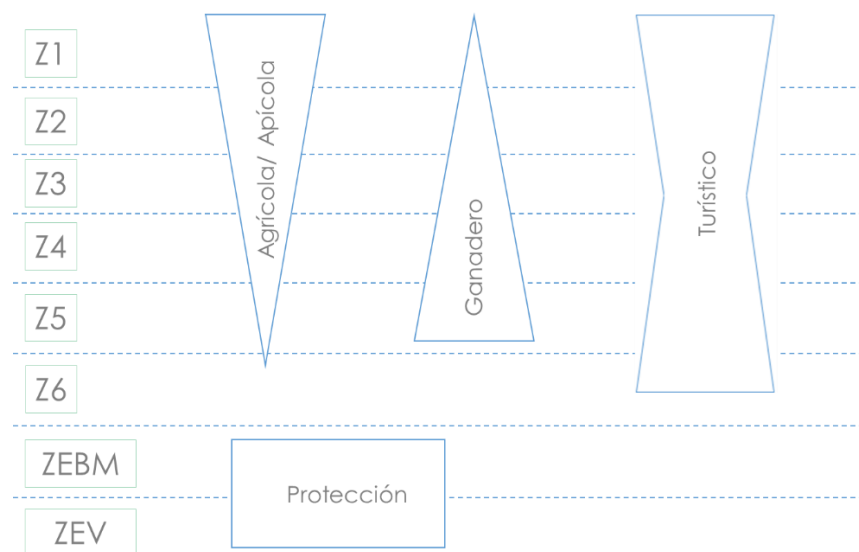 Z1
Z2
Z3
Z4
Z5
Z6
ZEBM
ZEV
Agrícola/ Apícola
Ganadero
Turístico
Protección